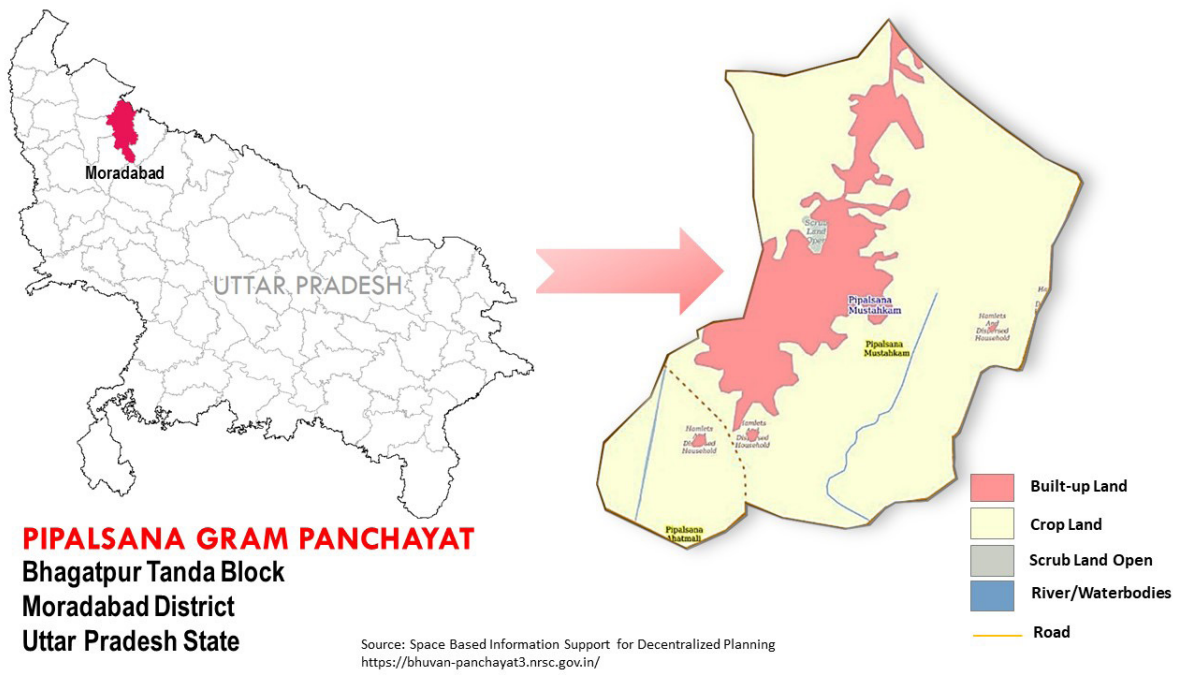 Moradabad
UTTAR PRADESH
PIPALSANA GRAM PANCHAYAT
Bhagatpur Tanda Block
Moradabad District
Uttar Pradesh State
Scrub
Land
Open
Pipalsana
Mustahkam
Pipalsana
Mustahkam
Hamlets
And
Dispersed
Household
Hamlets
And
Dispersed
Household
Hamlets
And
Dispersed
Household
Pipalsana
Ahatmali
Built-up Land
Crop Land
Scrub Land Open
River/Waterbodies
Road
Source: Space Based Information Support for Decentralized Planning
https://bhuvan-panchayat3.nrsc.gov.in/